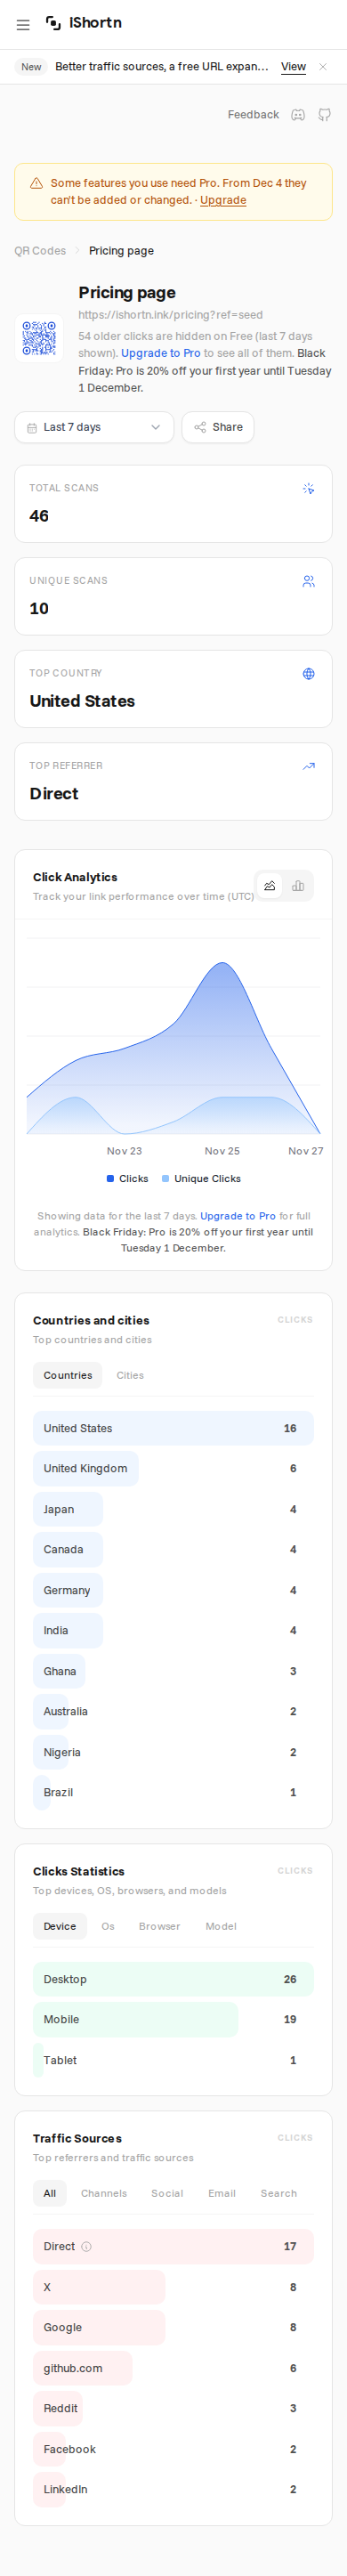 IShortn
New Better traffic sources, a free URL expan... View
Feedback
Some features you use need Pro. From Dec 4 they
can't be added or changed. · Upgrade
QR Codes Pricing page
Pricing page
https://ishortn.ink/pricing?ref=seed
54 older clicks are hidden on Free (last 7 days
shown). Upgrade to Pro to see all of them. Black
Friday: Pro is 20% off your first year until Tuesday
1 December.
Last 7 days Share
TOTAL SCANS
46
UNIQUE SCANS
10
TOP COUNTRY
United States
TOP REFERRER
Direct
Click Analytics
Track your link performance over time (UTC)
Nov 23 Nov 25 Nov 27
Clicks Unique Clicks
Showing data for the last 7 days. Upgrade to Pro for full
analytics. Black Friday: Pro is 20% off your first year until
Tuesday 1 December.
Countries and cities CLICKS
Top countries and cities
Countries Cities
United States 16
United Kingdom 6
Japan 4
Canada 4
Germany 4
India 4
Ghana 3
Australia 2
Nigeria 2
Brazil 1
Clicks Statistics CLICKS
Top devices, OS, browsers, and models
Device Os Browser Model
Desktop 26
Mobile 19
Tablet 1
Traffic Sources CLICKS
Top referrers and traffic sources
All Channels Social Email Search
Direct 17
X 8
Google 8
github.com 6
Reddit 3
Facebook 2
LinkedIn 2